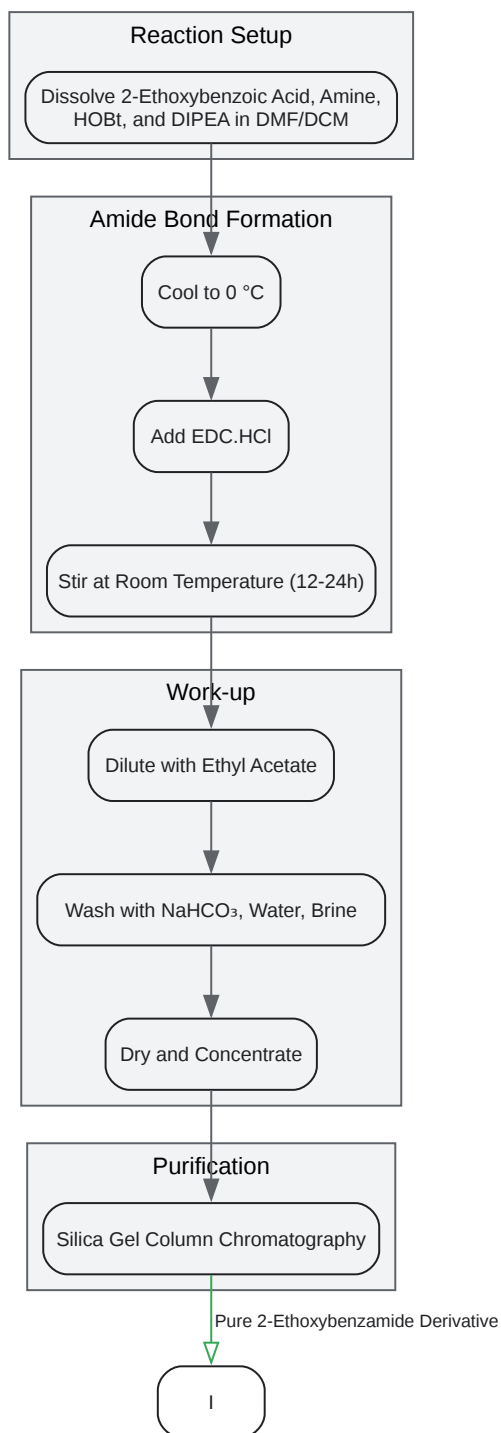 Reaction Setup
Dissolve 2-Ethoxybenzoic Acid, Amine,
HOBt, and DIPEA in DMF/DCM
Amide Bond Formation
Cool to 0 °C
Add EDC.HCl
Stir at Room Temperature (12-24h)
Work-up
Dilute with Ethyl Acetate
Wash with NaHCO₃, Water, Brine
Dry and Concentrate
Purification
Silica Gel Column Chromatography
Pure 2-Ethoxybenzamide Derivative
I